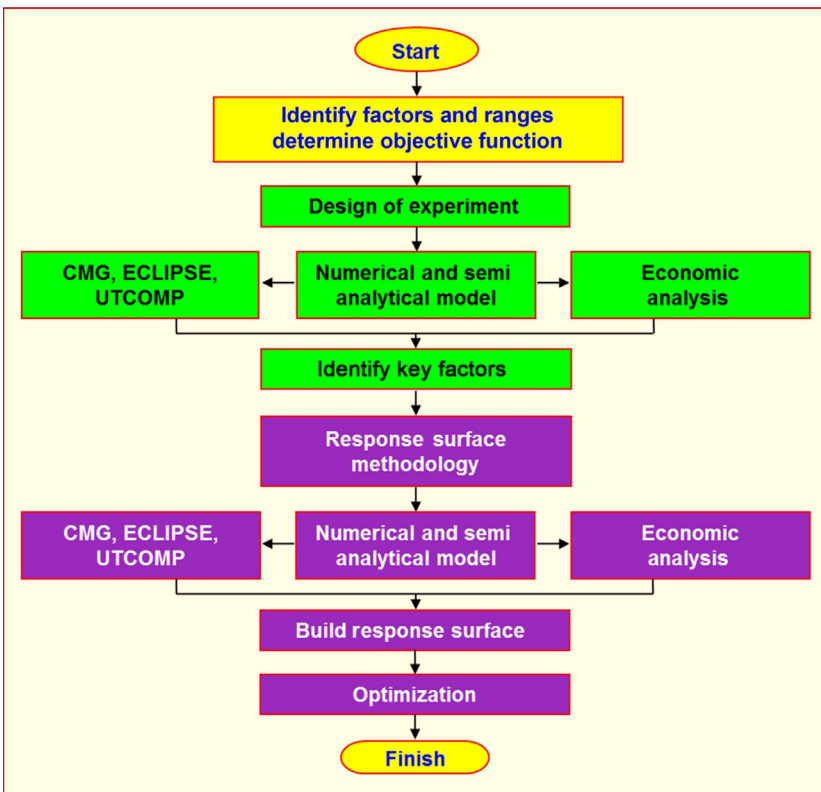 Start
Identify factors and ranges
determine objective function
Design of experiment
CMG, ECLIPSE,
UTCOMP
Numerical and semi
analytical model
Economic
analysis
Identify key factors
Response surface
methodology
CMG, ECLIPSE,
UTCOMP
Numerical and semi
analytical model
Economic
analysis
Build response surface
Optimization
Finish